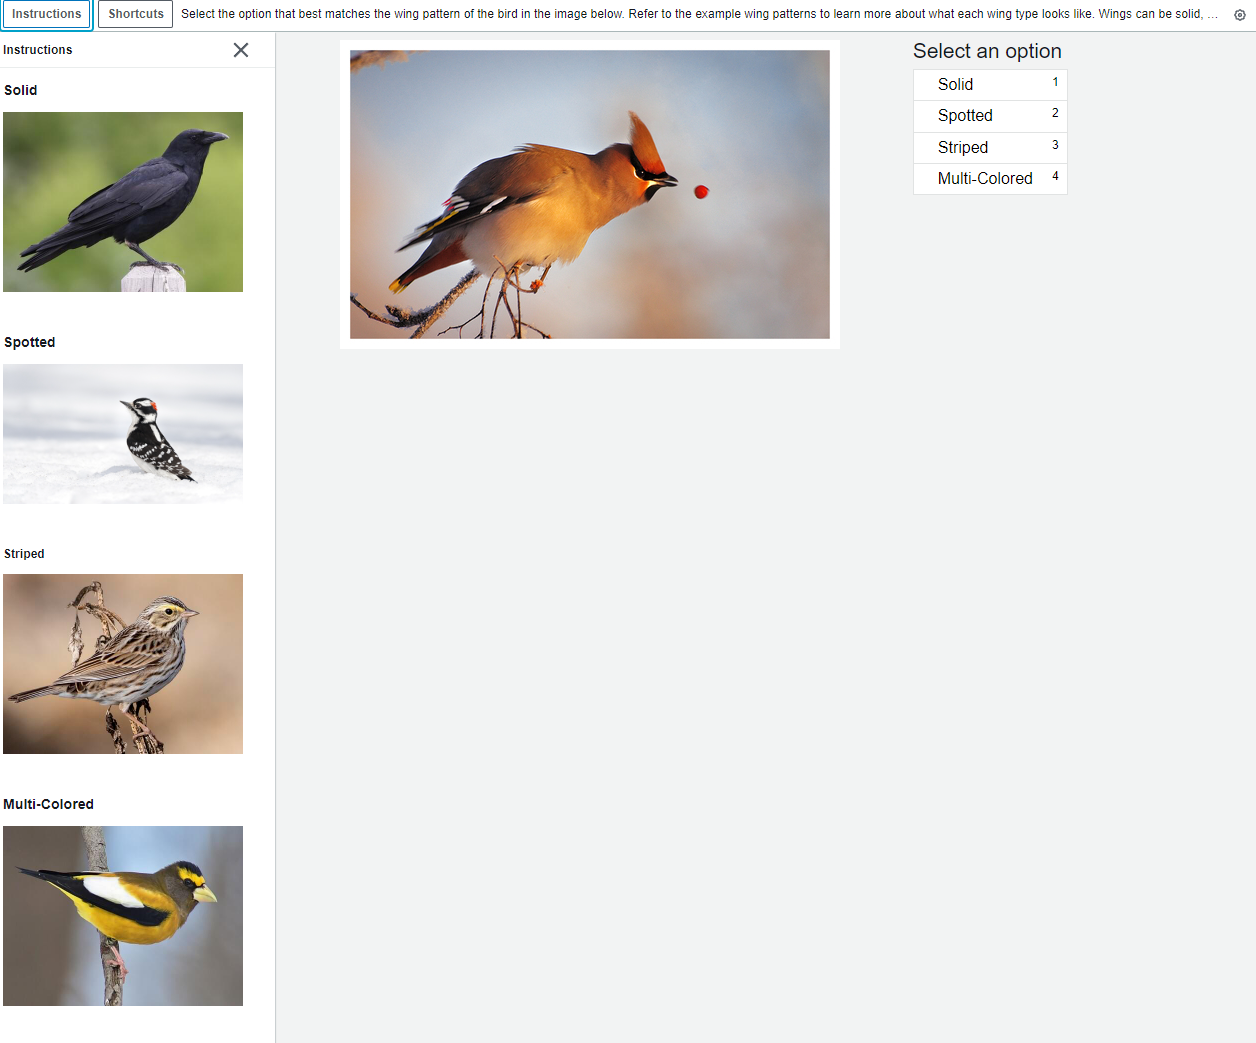 Instructions
Shortcuts
Select the option that best matches the wing pattern of the bird in the image below. Refer to the example wing patterns to learn more about what each wing type looks like. Wings can be solid, ...
Instructions
Solid
Spotted
Striped
Multi-Colored
Select an option
Solid 1
Spotted 2
Striped 3
Multi-Colored 4